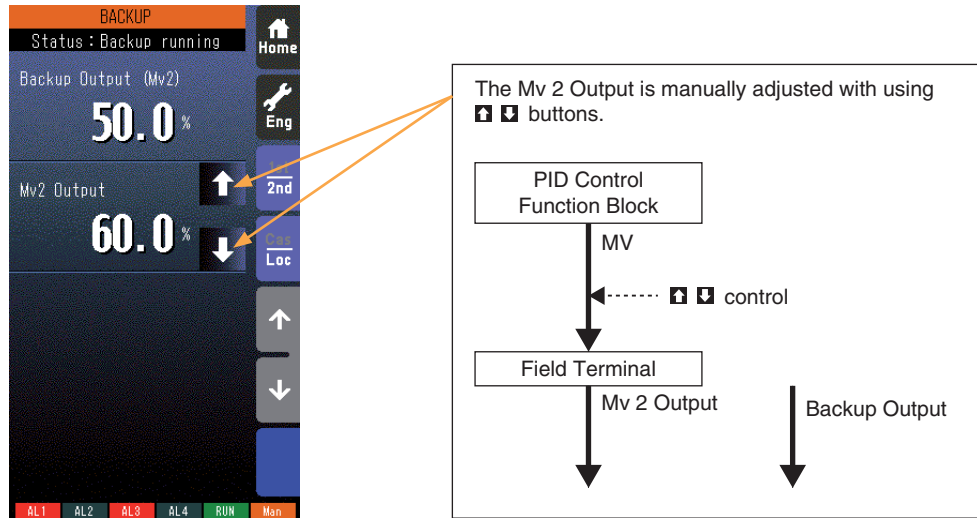 BACKUP
Status：Backup running
Backup Output (Mv2)
50.0 %
Mv2 Output
60.0 %
Home
Eng
1st
2nd
Cas
Loc
AL1 AL2 AL3 AL4 RUN Man
The Mv 2 Output is manually adjusted with using
buttons.
PID Control
Function Block
MV
control
Field Terminal
Mv 2 Output
Backup Output